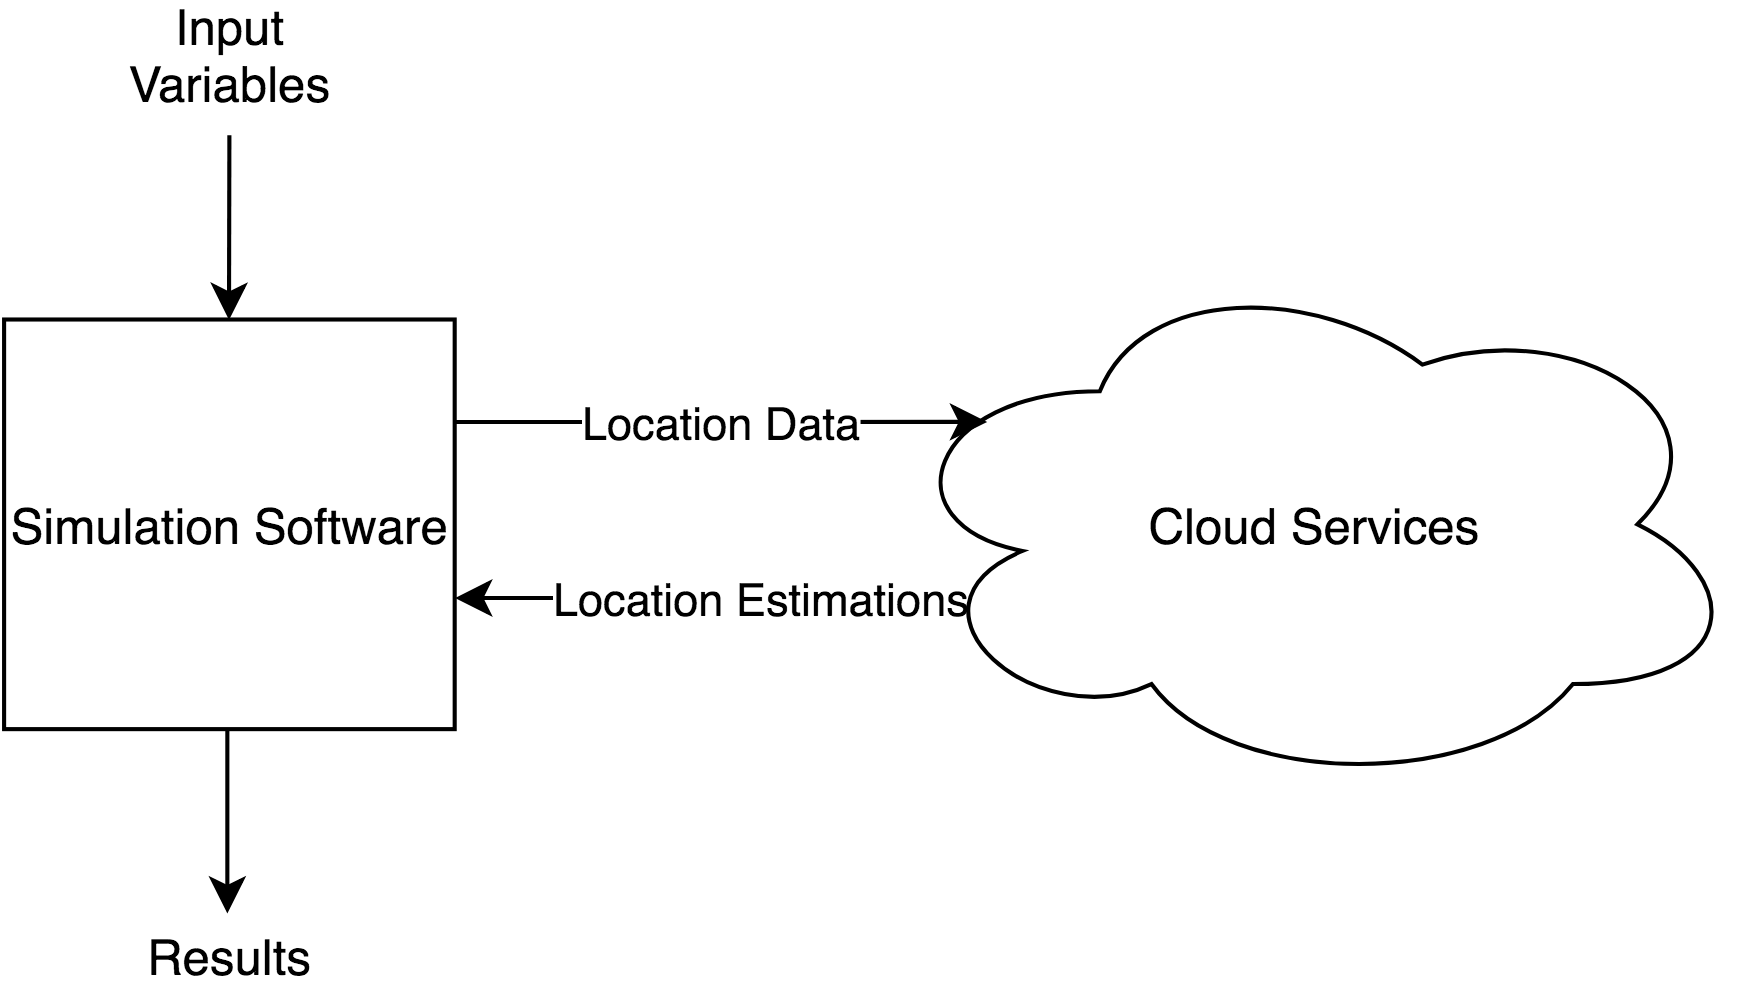 Input
Variables
Location Data
Simulation Software
Cloud Services
Location Estimations
Results